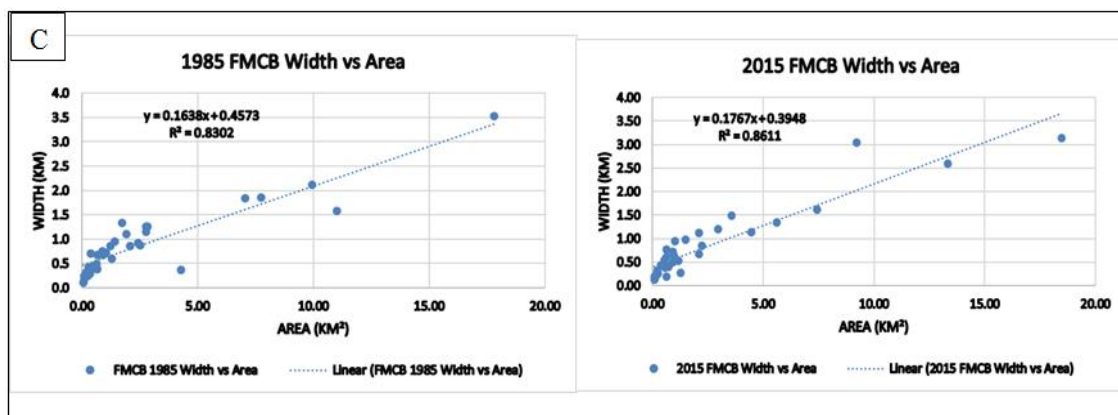 C
1985 FMCB Width vs Area
y = 0.1638x + 0.4573
R² = 0.8302
WIDTH (KM)
4.0
3.5
3.0
2.5
2.0
1.5
1.0
0.5
0.0
0.00 5.00 10.00 15.00 20.00
AREA (KM²)
FMCB 1985 Width vs Area Linear (FMCB 1985 Width vs Area)
2015 FMCB Width vs Area
y = 0.1767x + 0.3948
R² = 0.8611
WIDTH (KM)
4.00
3.50
3.00
2.50
2.00
1.50
1.00
0.50
0.00
0.00 5.00 10.00 15.00 20.00
AREA (KM²)
2015 FMCB Width vs Area Linear (2015 FMCB Width vs Area)